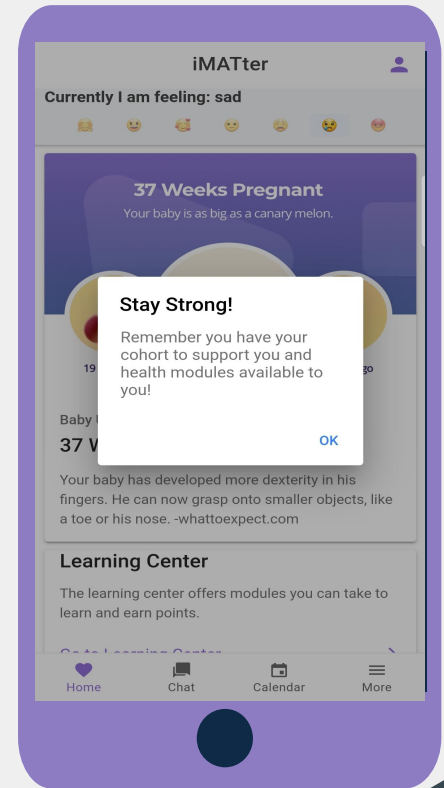 iMATter
Currently I am feeling: sad
37 Weeks Pregnant
Your baby is as big as a canary melon.
Stay Strong!
Remember you have your
cohort to support you and
health modules available to
you!
OK
19
go
Baby
37
Your baby has developed more dexterity in his
fingers. He can now grasp onto smaller objects, like
a toe or his nose. -whattoexpect.com
Learning Center
The learning center offers modules you can take to
learn and earn points.
Go to Learning Center
Home
Chat
Calendar
More